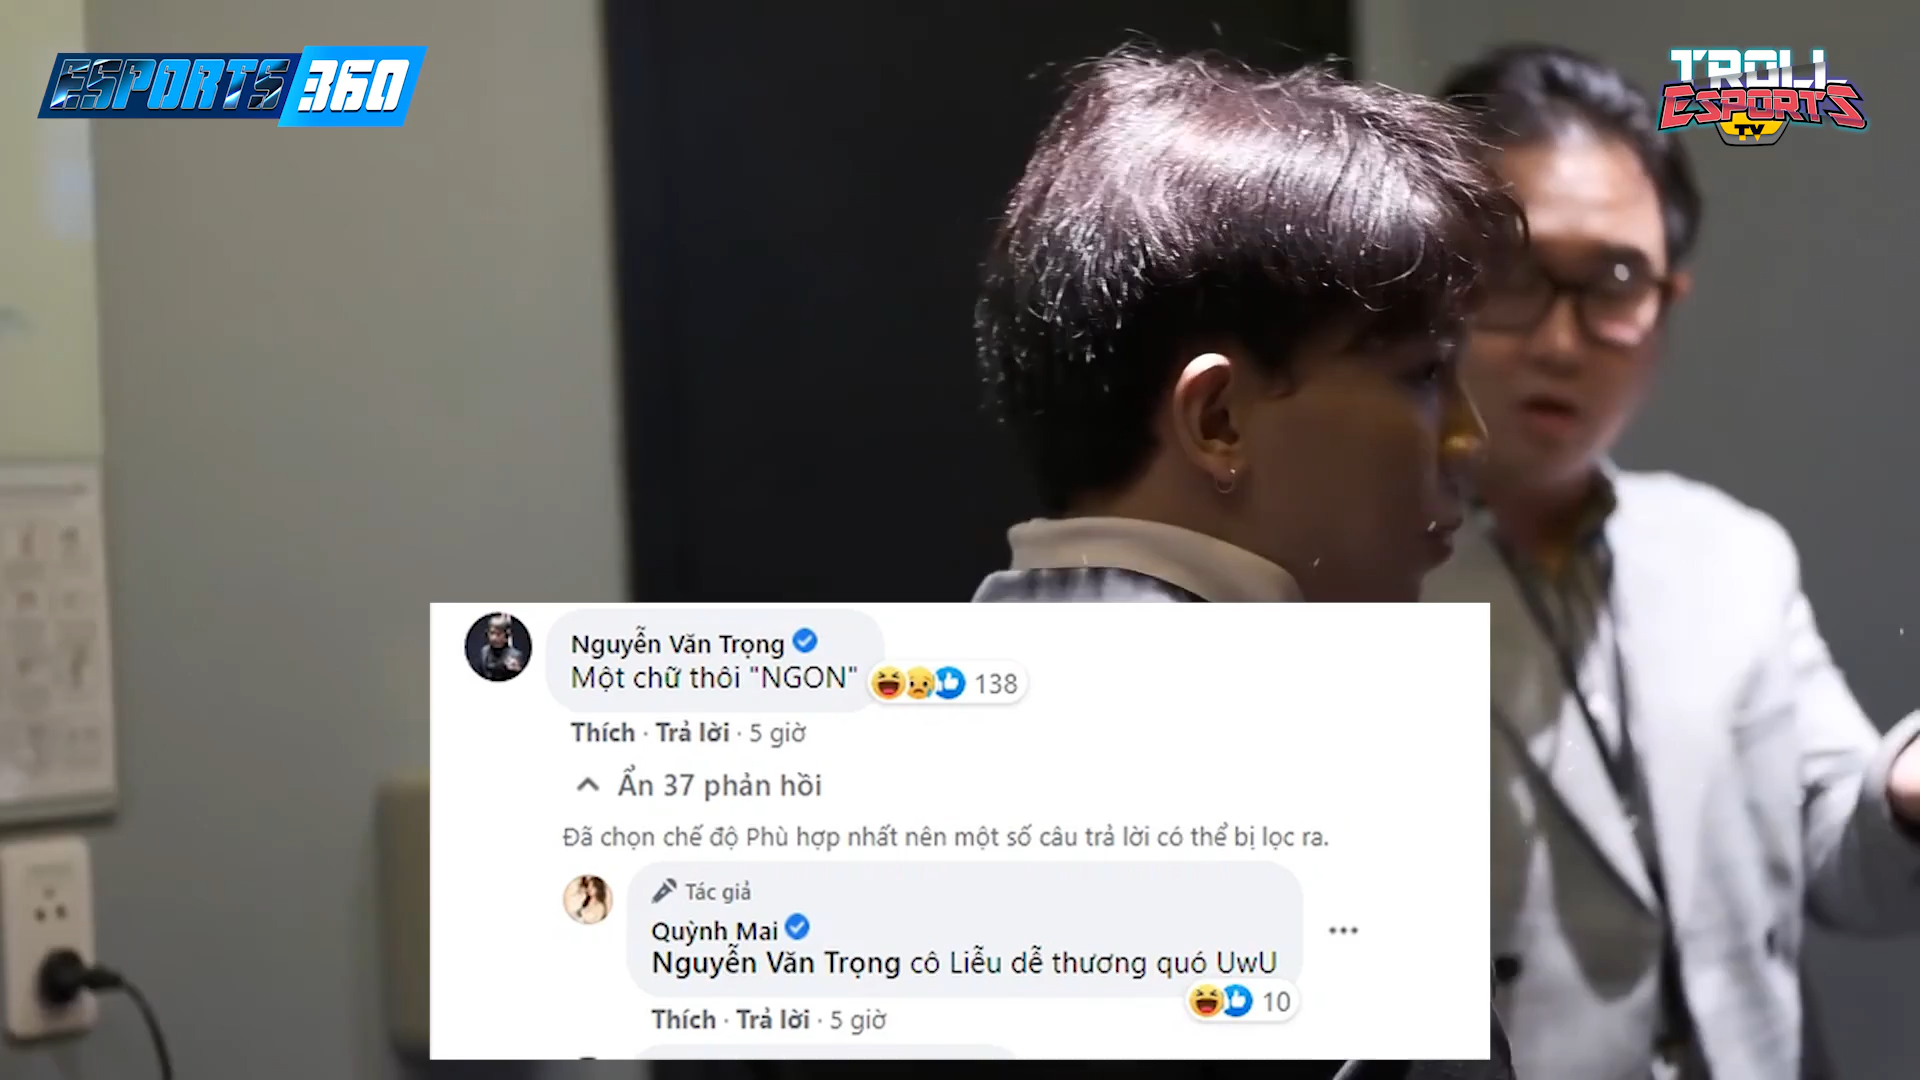 ESPORTS 360
TROLL
ESPORTS
TV
Nguyễn Văn Trọng
Một chữ thôi "NGON"
138
Thích · Trả lời · 5 giờ
Ẩn 37 phản hồi
Đã chọn chế độ Phù hợp nhất nên một số câu trả lời có thể bị lọc ra.
Tác giả
Quỳnh Mai
Nguyễn Văn Trọng cô Liễu dễ thương quó UwU
10
Thích · Trả lời · 5 giờ